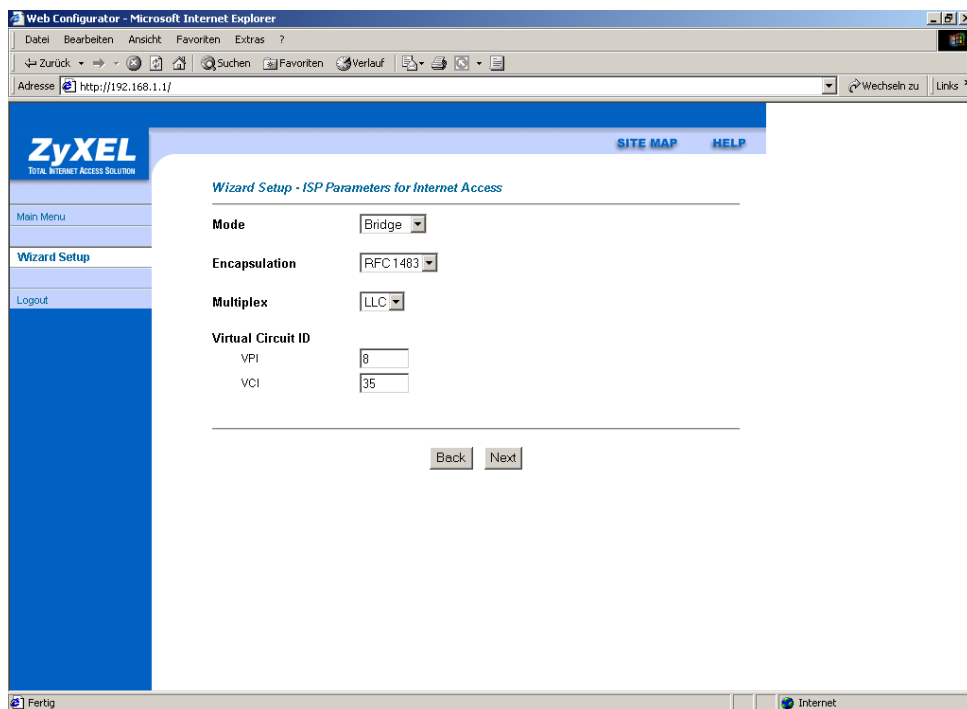 Web Configurator - Microsoft Internet Explorer
Datei Bearbeiten Ansicht Favoriten Extras ?
Zurück Suchen Favoriten Verlauf
Adresse http://192.168.1.1/ Wechseln zu Links
ZyXEL
TOTAL INTERNET ACCESS SOLUTION
SITE MAP HELP
Main Menu
Wizard Setup
Logout
Wizard Setup - ISP Parameters for Internet Access
Mode Bridge
Encapsulation RFC 1483
Multiplex LLC
Virtual Circuit ID
VPI 8
VCI 35
Back Next
Fertig Internet